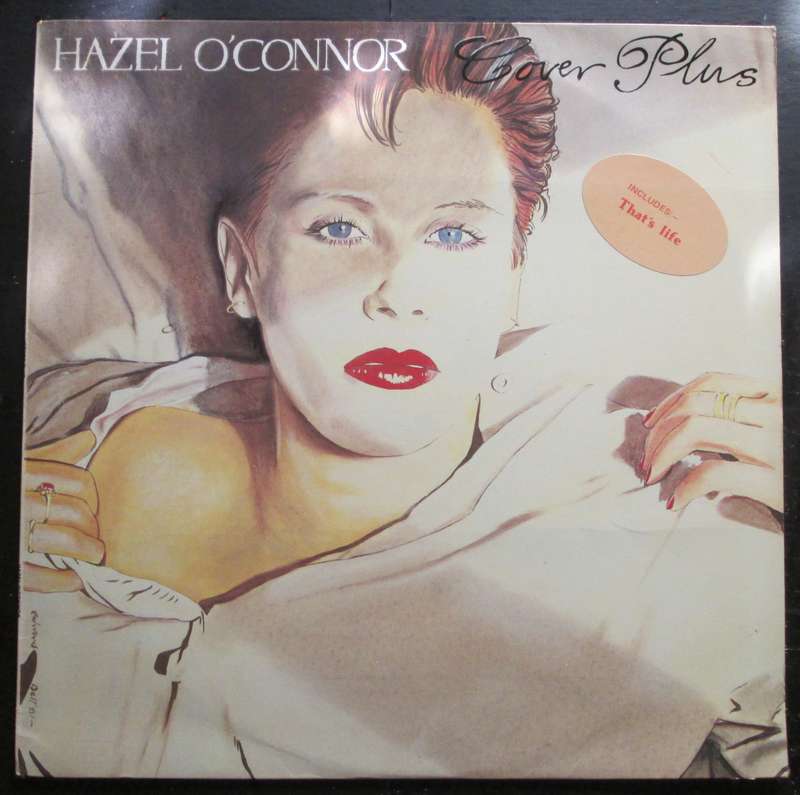 HAZEL O'CONNOR
Cover Plus
INCLUDES:-
That's life